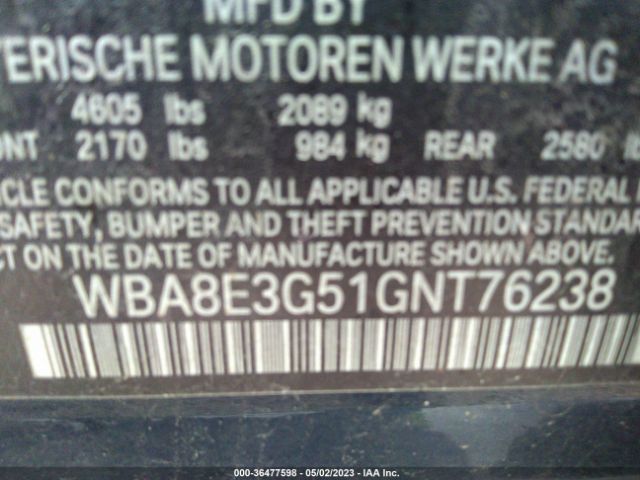 MFD BY
ERISCHE MOTOREN WERKE AG
4605 lbs 2089 kg
NT 2170 lbs 984 kg REAR 2580 lb
CLE CONFORMS TO ALL APPLICABLE U.S. FEDERAL
SAFETY, BUMPER AND THEFT PREVENTION STANDAR
CT ON THE DATE OF MANUFACTURE SHOWN ABOVE.
WBA8E3G51GNT76238
000-36477598 - 05/02/2023 - IAA Inc.